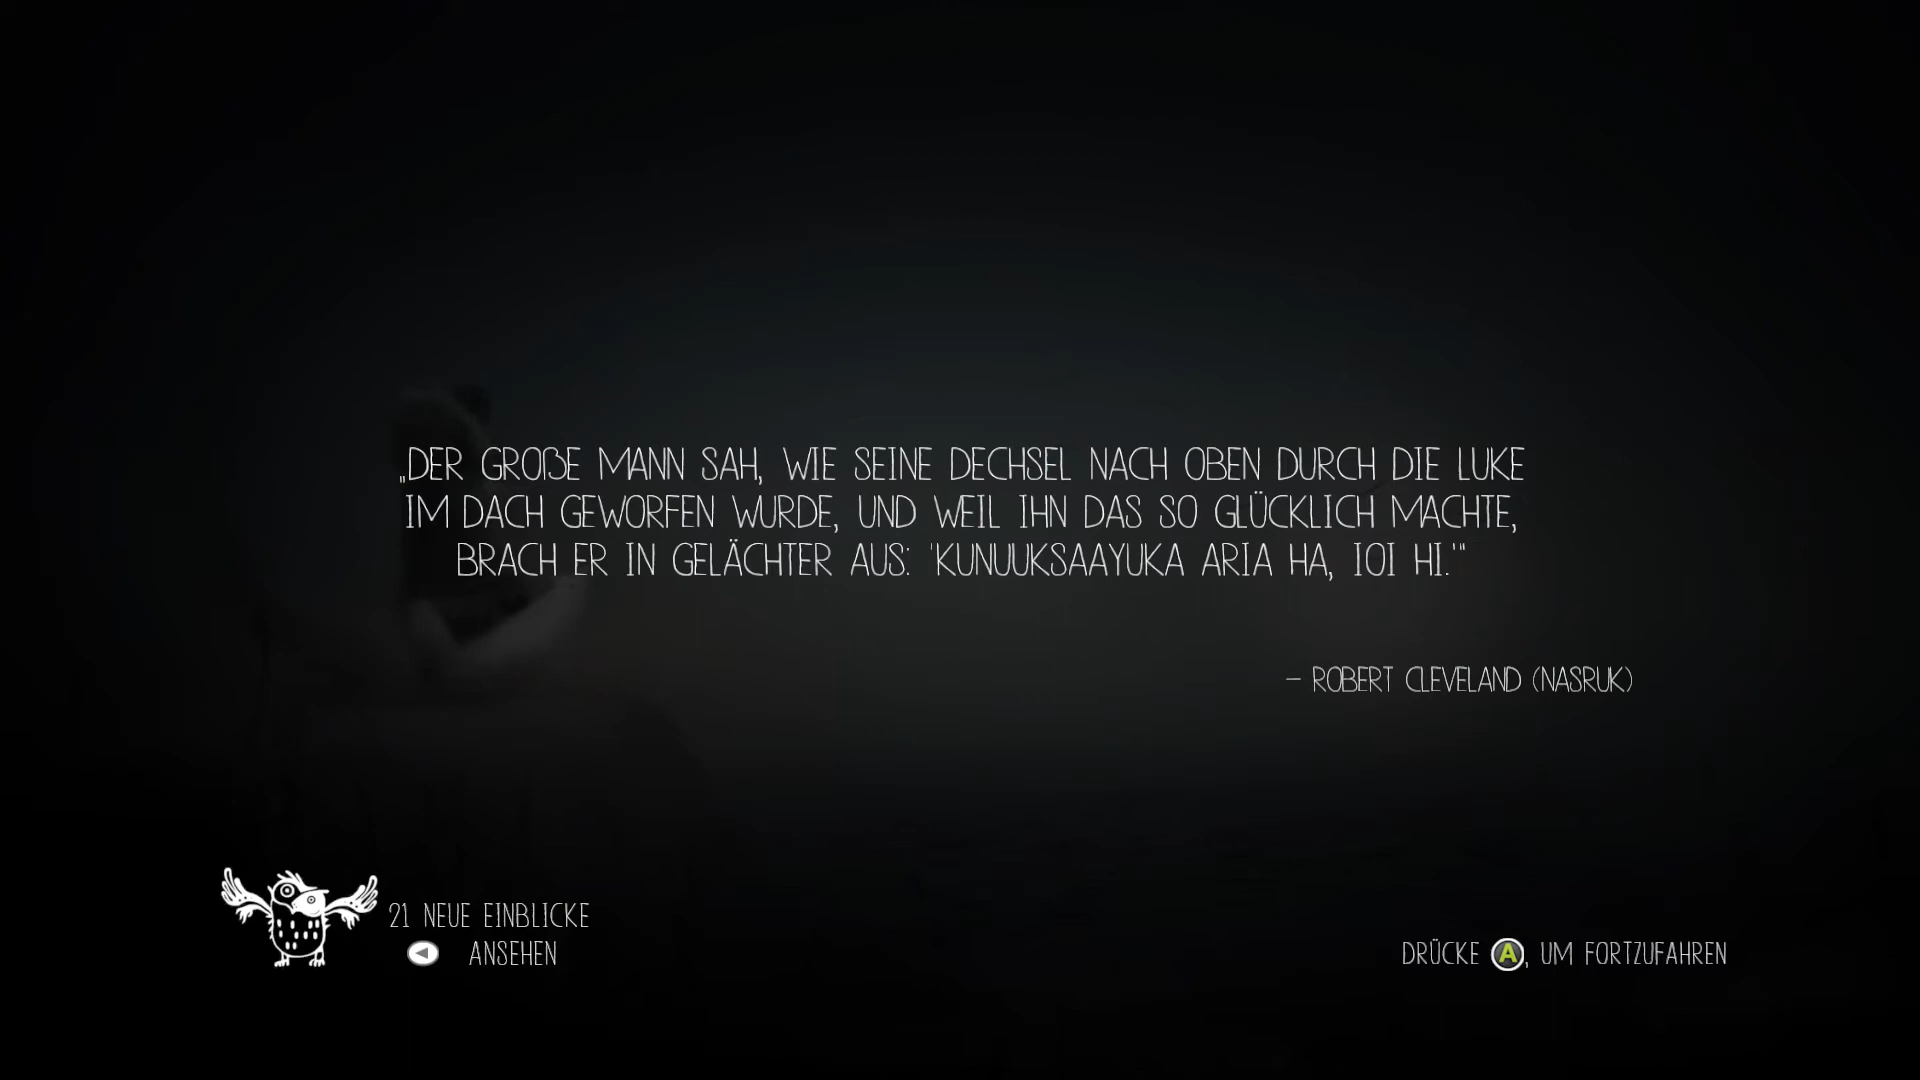 „DER GROßE MANN SAH, WIE SEINE DECHSEL NACH OBEN DURCH DIE LUKE
IM DACH GEWORFEN WURDE, UND WEIL IHN DAS SO GLÜCKLICH MACHTE,
BRACH ER IN GELÄCHTER AUS: 'KUNUUKSAAYUKA ARIA HA, IOI HI.'"
– ROBERT CLEVELAND (NASRUK)
21 NEUE EINBLICKE
ANSEHEN
DRÜCKE A, UM FORTZUFAHREN